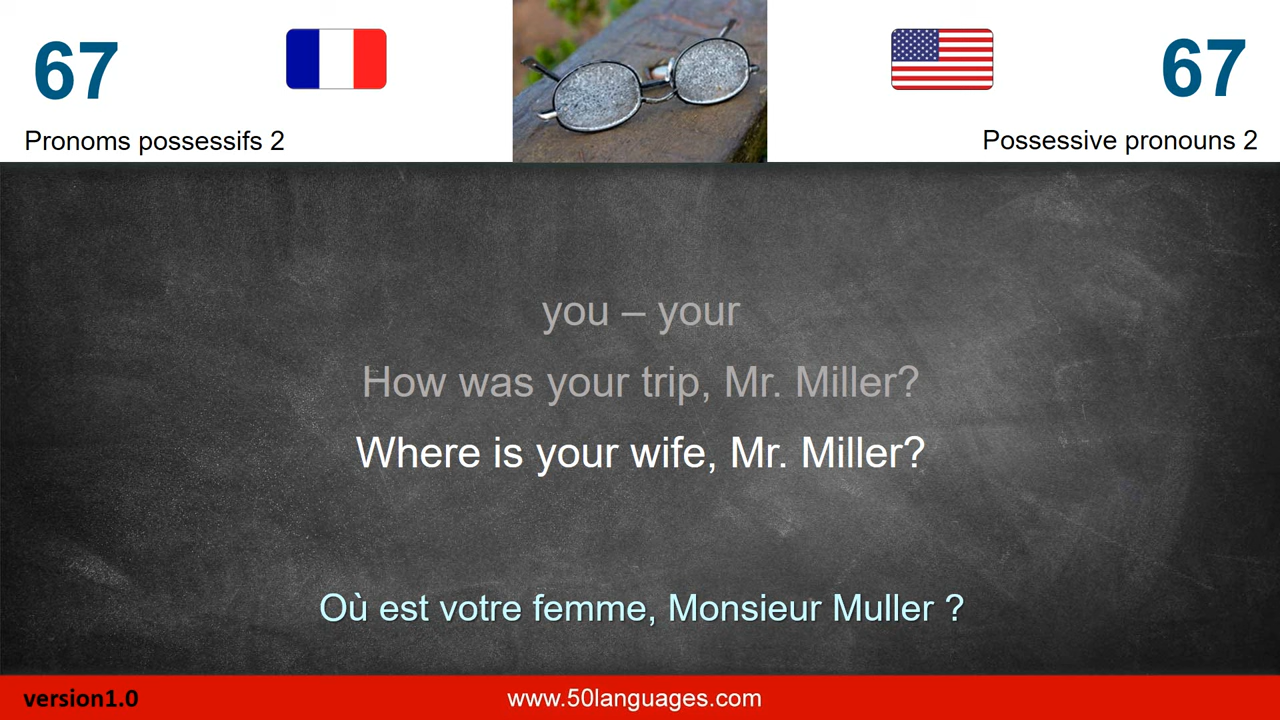 67
67
Pronoms possessifs 2
Possessive pronouns 2
you – your
How was your trip, Mr. Miller?
Where is your wife, Mr. Miller?
Où est votre femme, Monsieur Muller ?
version1.0
www.50languages.com